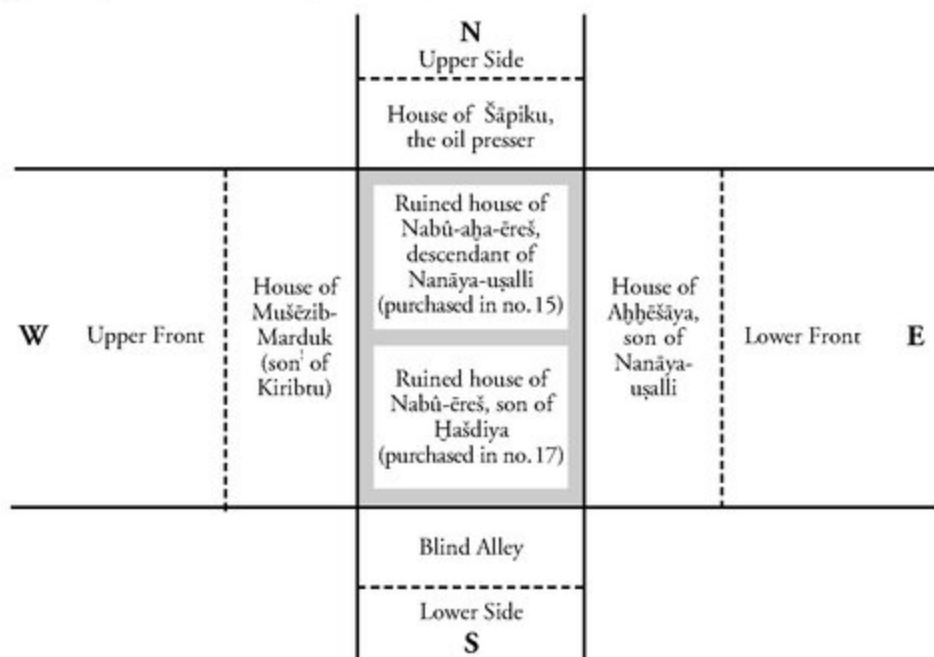 N
Upper Side
House of Šāpiku,
the oil presser
Ruined house of
Nabû-aḫa-ēreš,
descendant of
Nanāya-uṣalli
(purchased in no. 15)
W
Upper Front
House of
Mušēzib-
Marduk
(son! of
Kiribtu)
Ruined house of
Nabû-ēreš, son of
Ḫašdiya
(purchased in no. 17)
House of
Aḫḫēšāya,
son of
Nanāya-
uṣalli
Lower Front
E
Blind Alley
Lower Side
S